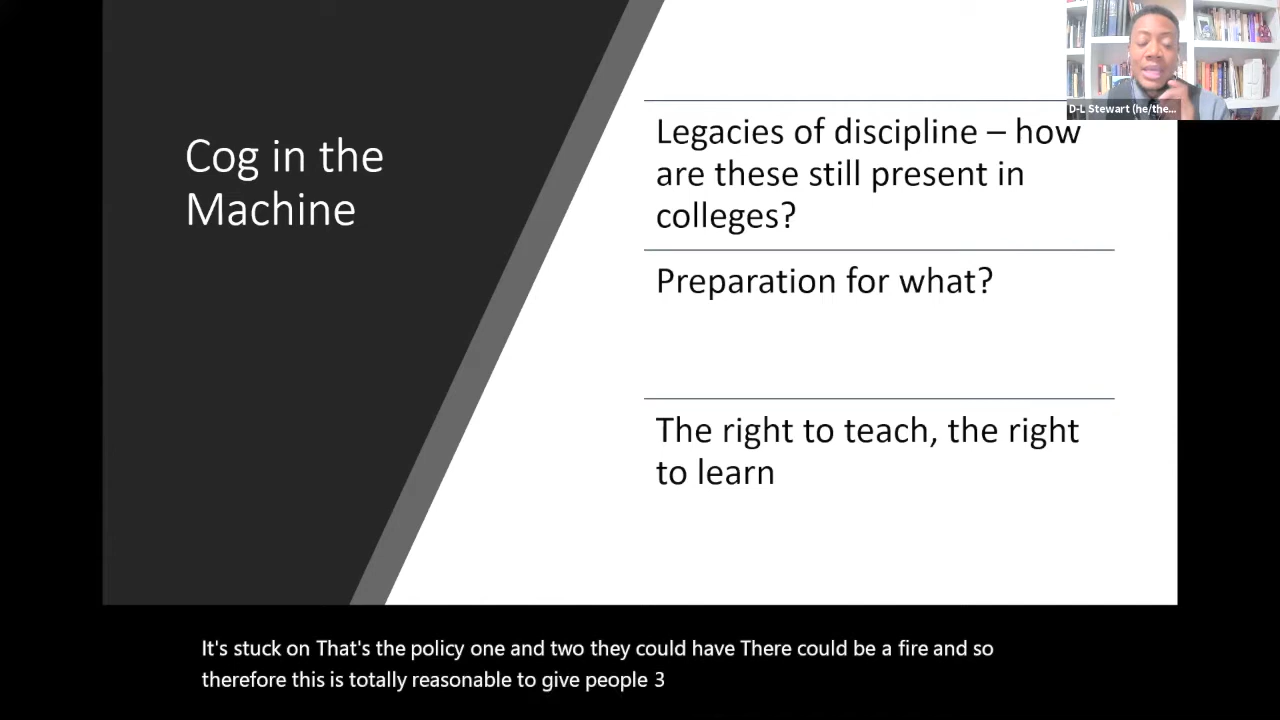 Cog in the
Machine
D-L Stewart (he/the...
Legacies of discipline – how
are these still present in
colleges?
Preparation for what?
The right to teach, the right
to learn
It's stuck on That's the policy one and two they could have There could be a fire and so
therefore this is totally reasonable to give people 3